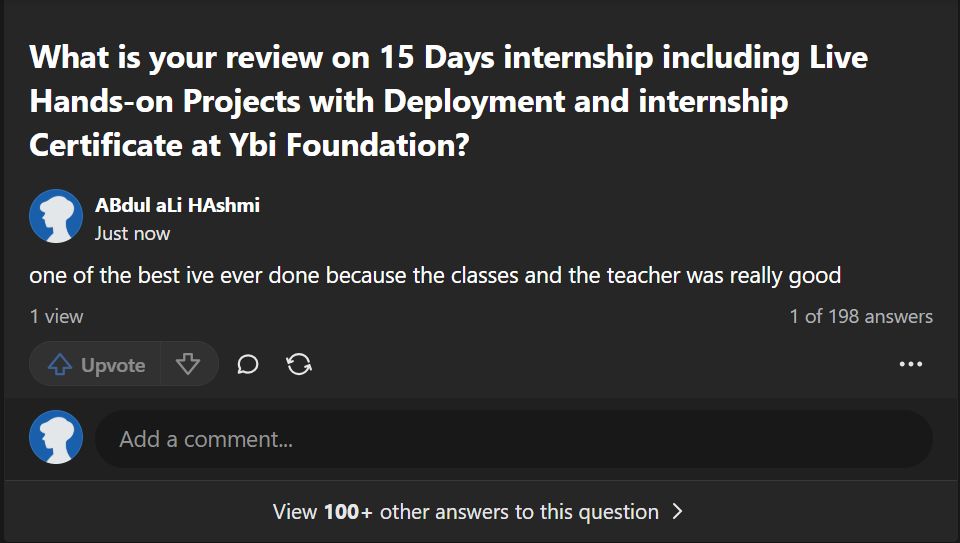 What is your review on 15 Days internship including Live
Hands-on Projects with Deployment and internship
Certificate at Ybi Foundation?
ABdul aLi HAshmi
Just now
one of the best ive ever done because the classes and the teacher was really good
1 view
1 of 198 answers
Upvote
Add a comment...
View 100+ other answers to this question